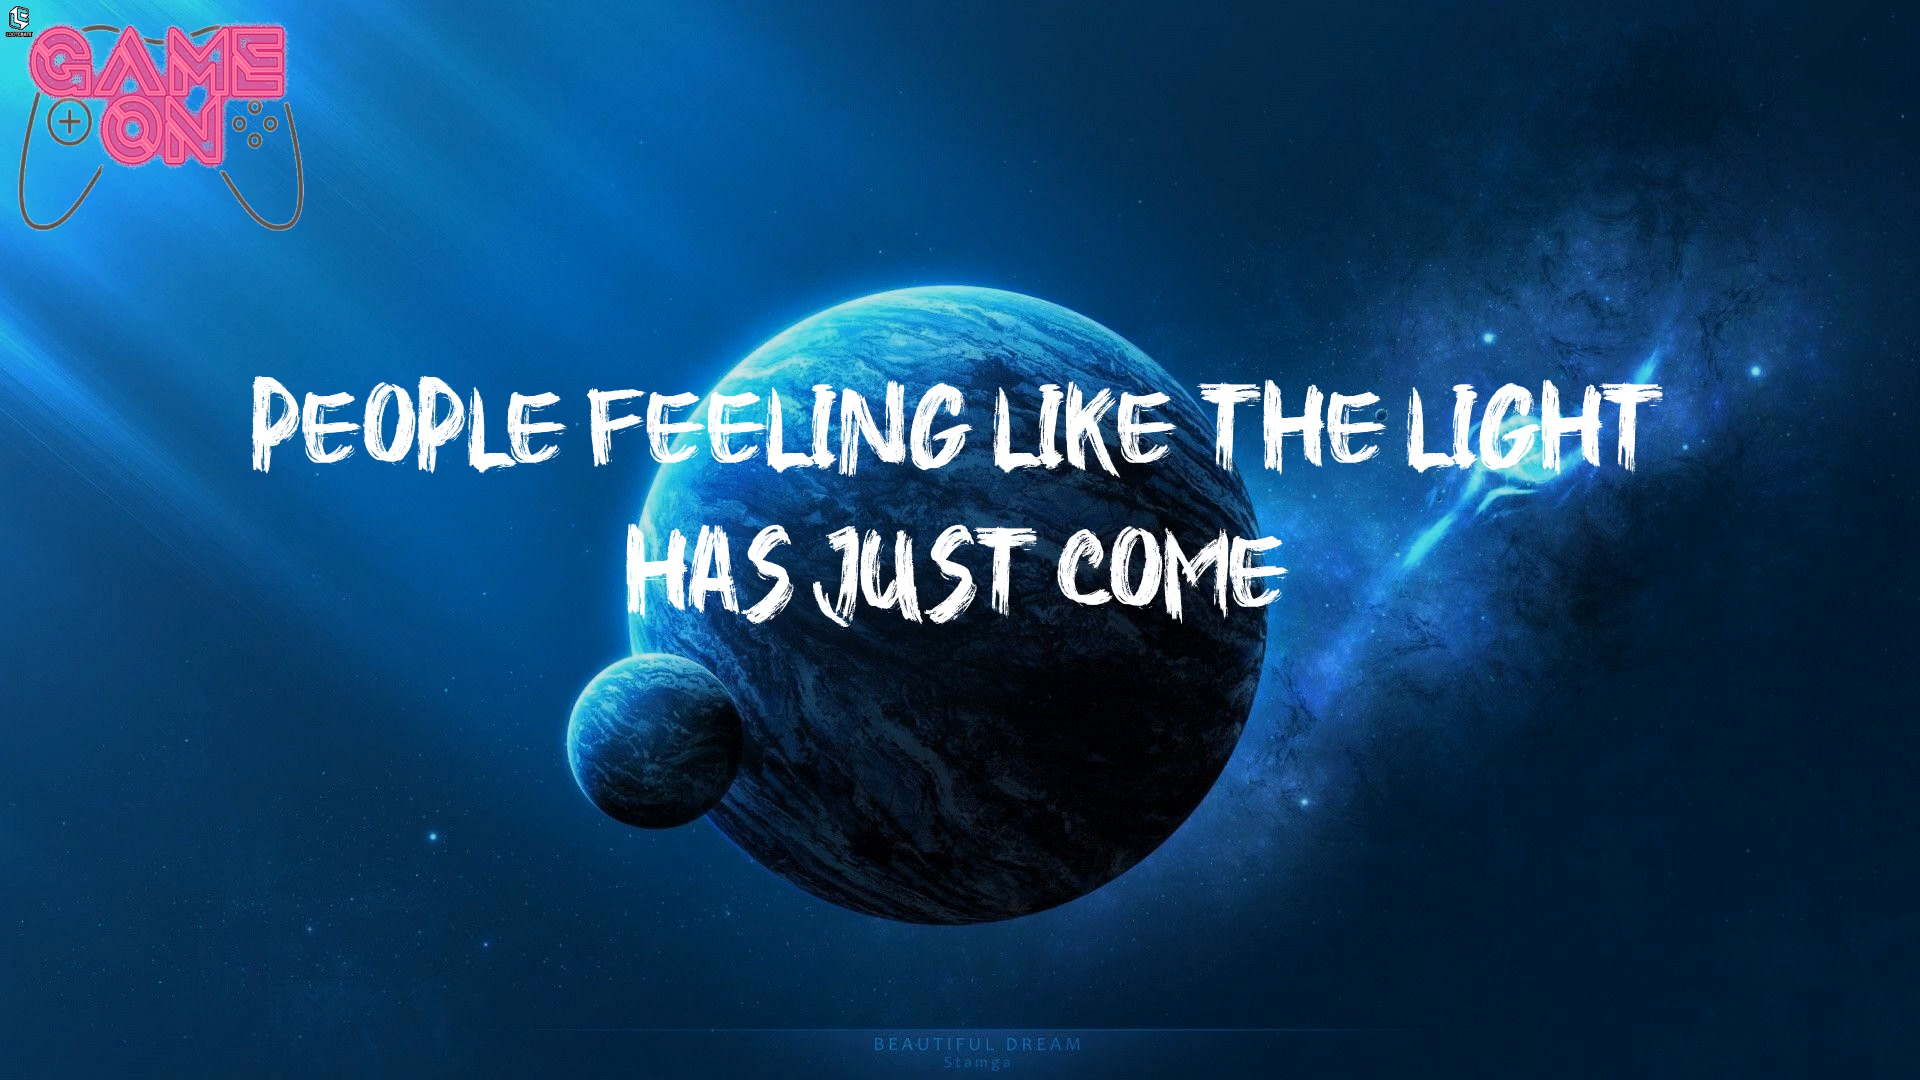 GAME
ON
PEOPLE FEELING LIKE THE LIGHT
HAS JUST COME
BEAUTIFUL DREAM
Stamga